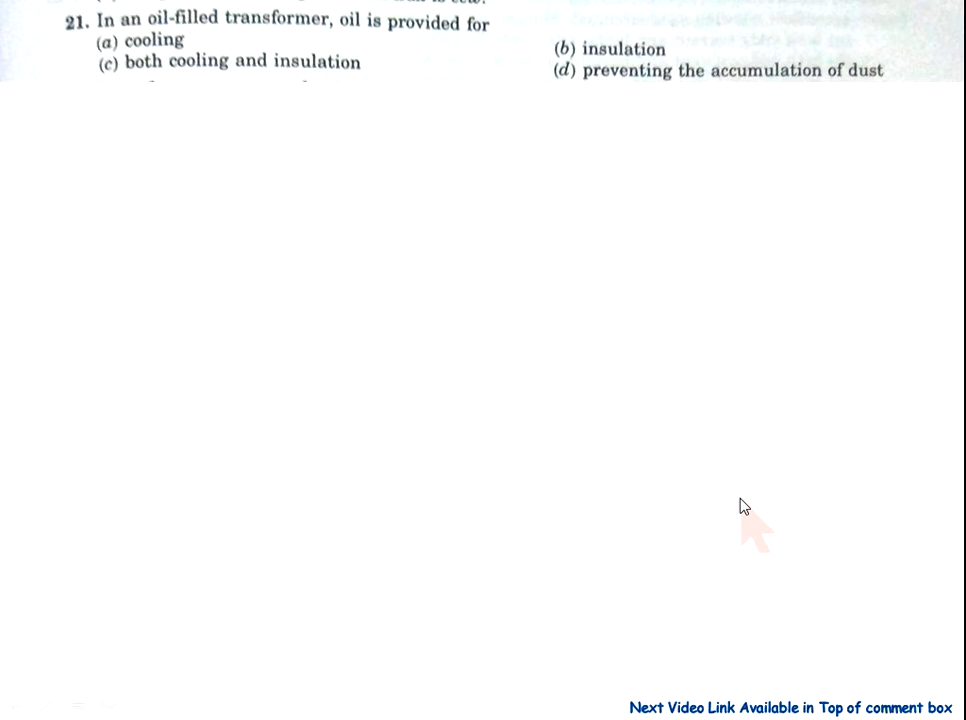 21. In an oil-filled transformer, oil is provided for
(a) cooling
(b) insulation
(c) both cooling and insulation
(d) preventing the accumulation of dust
Next Video Link Available in Top of comment box